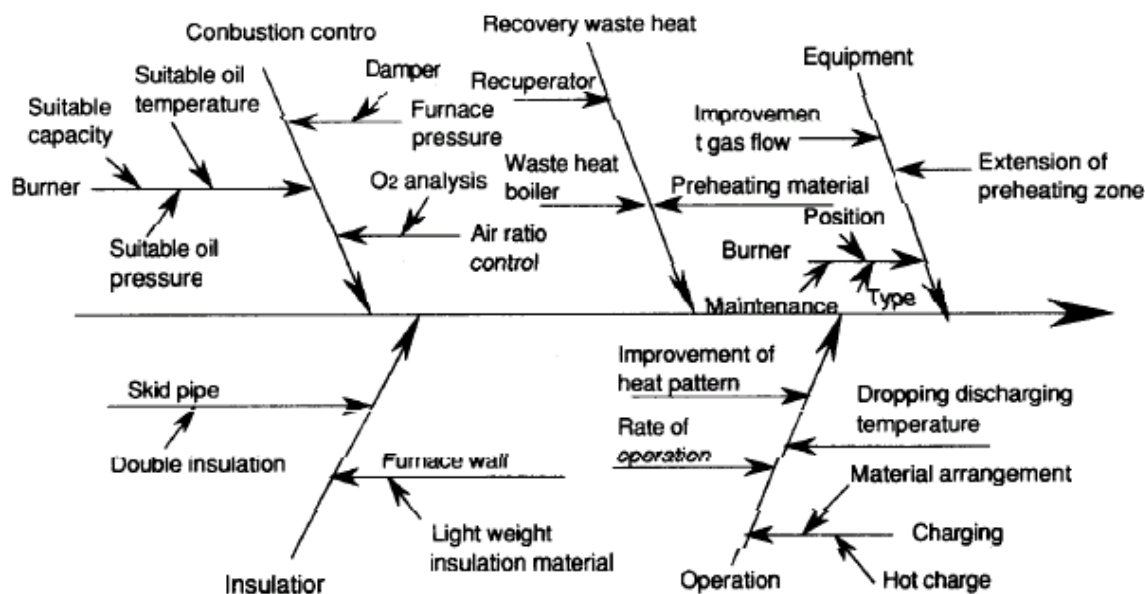 Conbustion contro
Recovery waste heat
Equipment
Suitable oil
temperature
Damper
Suitable
capacity
Furnace
pressure
Recuperator
Improvemen
t gas flow
Burner
O2 analysis
Waste heat
boiler
Preheating material
Extension of
preheating zone
Suitable oil
pressure
Air ratio
control
Position
Burner
Maintenance
Type
Skid pipe
Improvement of
heat pattern
Dropping discharging
temperature
Double insulation
Furnace wall
Rate of
operation
Material arrangement
Light weight
insulation material
Charging
Insulatior
Operation
Hot charge